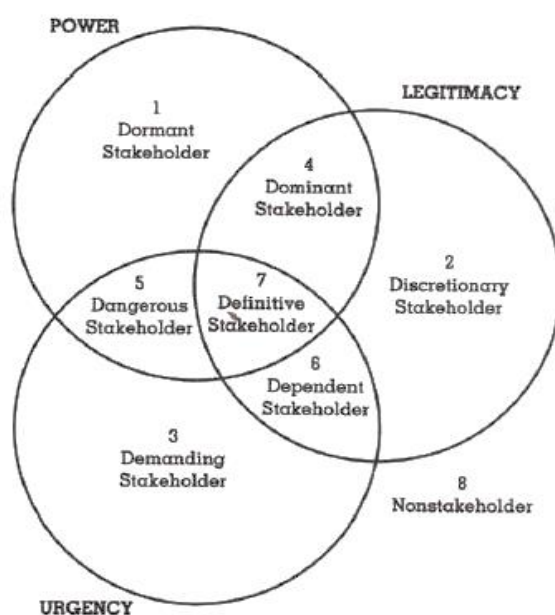 POWER
LEGITIMACY
1
Dormant
Stakeholder
4
Dominant
Stakeholder
2
Discretionary
Stakeholder
5
Dangerous
Stakeholder
7
Definitive
Stakeholder
6
Dependent
Stakeholder
3
Demanding
Stakeholder
8
Nonstakeholder
URGENCY